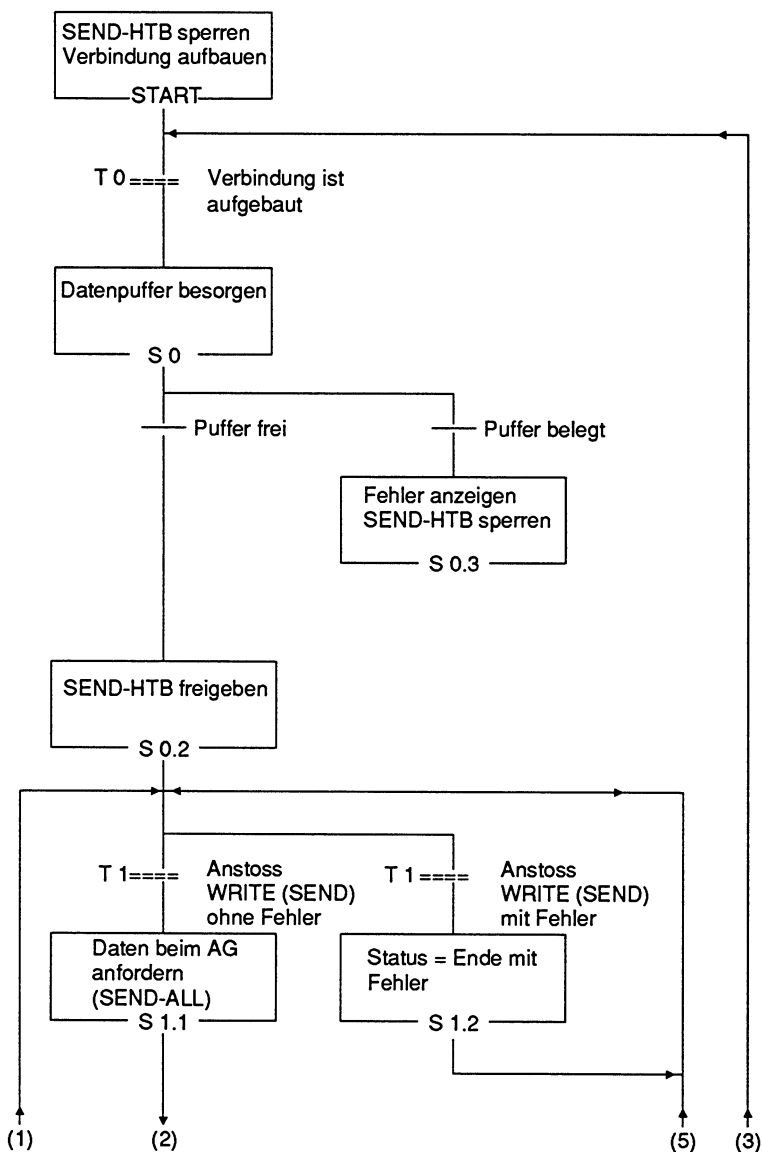 SEND-HTB sperren
Verbindung aufbauen
START
T 0==== Verbindung ist
aufgebaut
Datenpuffer besorgen
S 0
Puffer frei
Puffer belegt
Fehler anzeigen
SEND-HTB sperren
S 0.3
SEND-HTB freigeben
S 0.2
T 1==== Anstoss
WRITE (SEND)
ohne Fehler
T 1==== Anstoss
WRITE (SEND)
mit Fehler
Daten beim AG
anfordern
(SEND-ALL)
S 1.1
Status = Ende mit
Fehler
S 1.2
(1) (2) (5) (3)